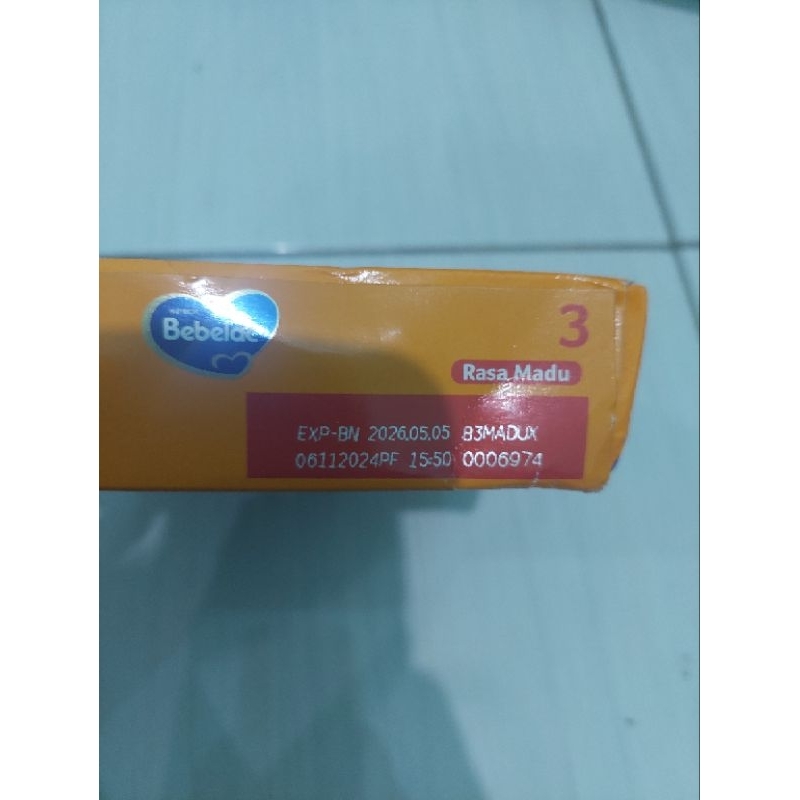 Bebelac
3
Rasa Madu
EXP-BN 2026.05.05 B3MADUX
06112024PF 15:50 0006974